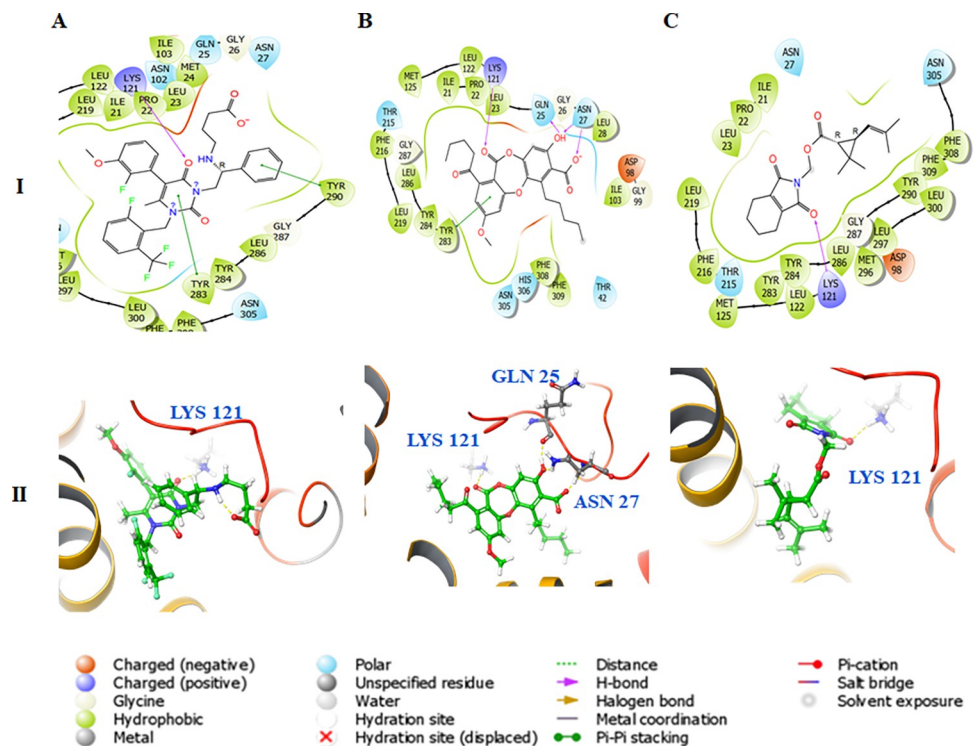 A
B
C
I
ILE 103
GLN 25
GLY 26
ASN 27
LEU 122
LYS 121
ASN 102
MET 24
LEU 219
ILE 21
PRO 22
LEU 23
O
O⁻
HN
R
O
O
F
N
?
N
?
O
F
F
F
F
TYR 290
GLY 287
LEU 286
TYR 284
TYR 283
LEU 297
LEU 300
ASN 305
PHE
PHE
MET 125
LEU 122
LYS 121
ILE 21
PRO 22
LEU 23
GLN 25
GLY 26
ASN 27
LEU 28
THR 215
PHE 216
GLY 287
LEU 286
LEU 219
TYR 284
TYR 283
O
O
O
O
O
OH
O
O⁻
ASP 98
ILE 103
GLY 99
ASN 305
HIS 306
PHE 308
PHE 309
THR 42
ASN 27
ILE 21
PRO 22
LEU 23
ASN 305
PHE 308
PHE 309
TYR 290
LEU 300
O
O
R
R
O
N
O
LEU 219
PHE 216
THR 215
MET 125
TYR 284
TYR 283
LEU 122
LEU 286
LYS 121
GLY 287
MET 296
LEU 297
ASP 98
II
LYS 121
GLN 25
LYS 121
ASN 27
LYS 121
Charged (negative)
Charged (positive)
Glycine
Hydrophobic
Metal
Polar
Unspecified residue
Water
Hydration site
Hydration site (displaced)
Distance
H-bond
Halogen bond
Metal coordination
Pi-Pi stacking
Pi-cation
Salt bridge
Solvent exposure